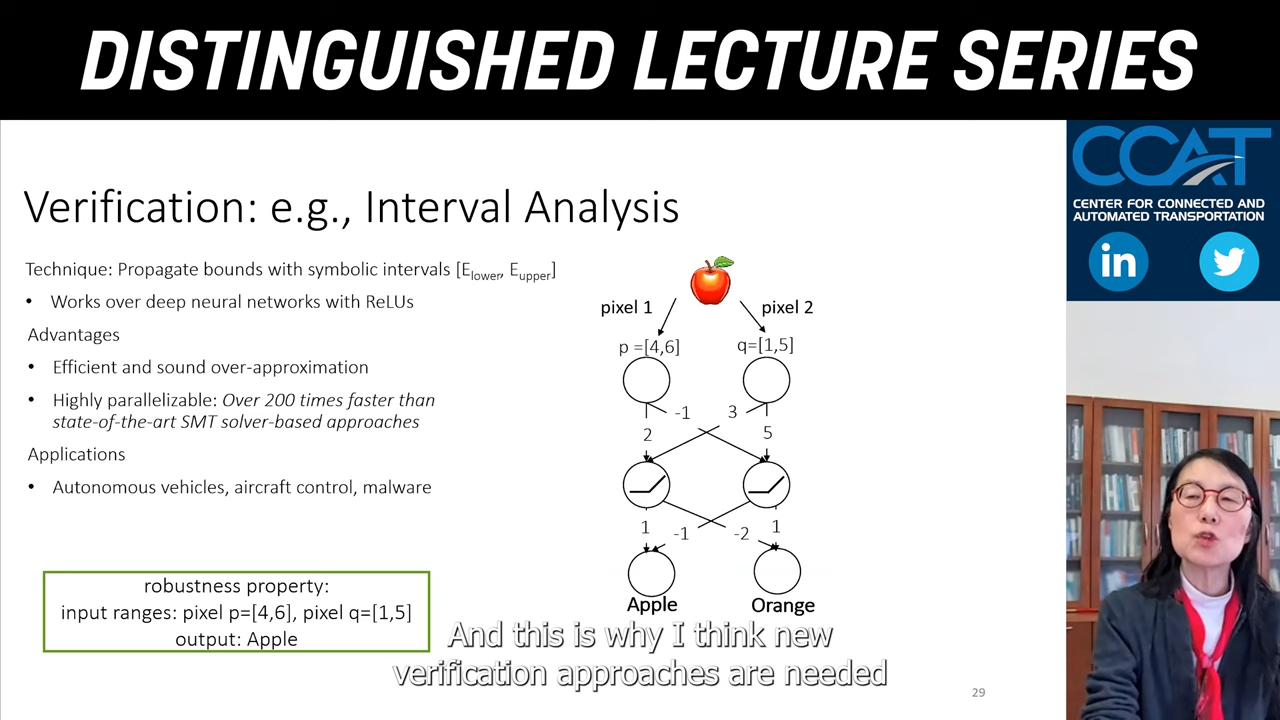 DISTINGUISHED LECTURE SERIES
CCAT
CENTER FOR CONNECTED AND
AUTOMATED TRANSPORTATION
in
Verification: e.g., Interval Analysis
Technique: Propagate bounds with symbolic intervals [Elower, Eupper]
• Works over deep neural networks with ReLUs
Advantages
• Efficient and sound over-approximation
• Highly parallelizable: Over 200 times faster than
state-of-the-art SMT solver-based approaches
Applications
• Autonomous vehicles, aircraft control, malware
robustness property:
input ranges: pixel p=[4,6], pixel q=[1,5]
output: Apple
pixel 1 pixel 2
p =[4,6] q=[1,5]
-1 3
2 5
1 -1 -2 1
Apple Orange
And this is why I think new
verification approaches are needed
29